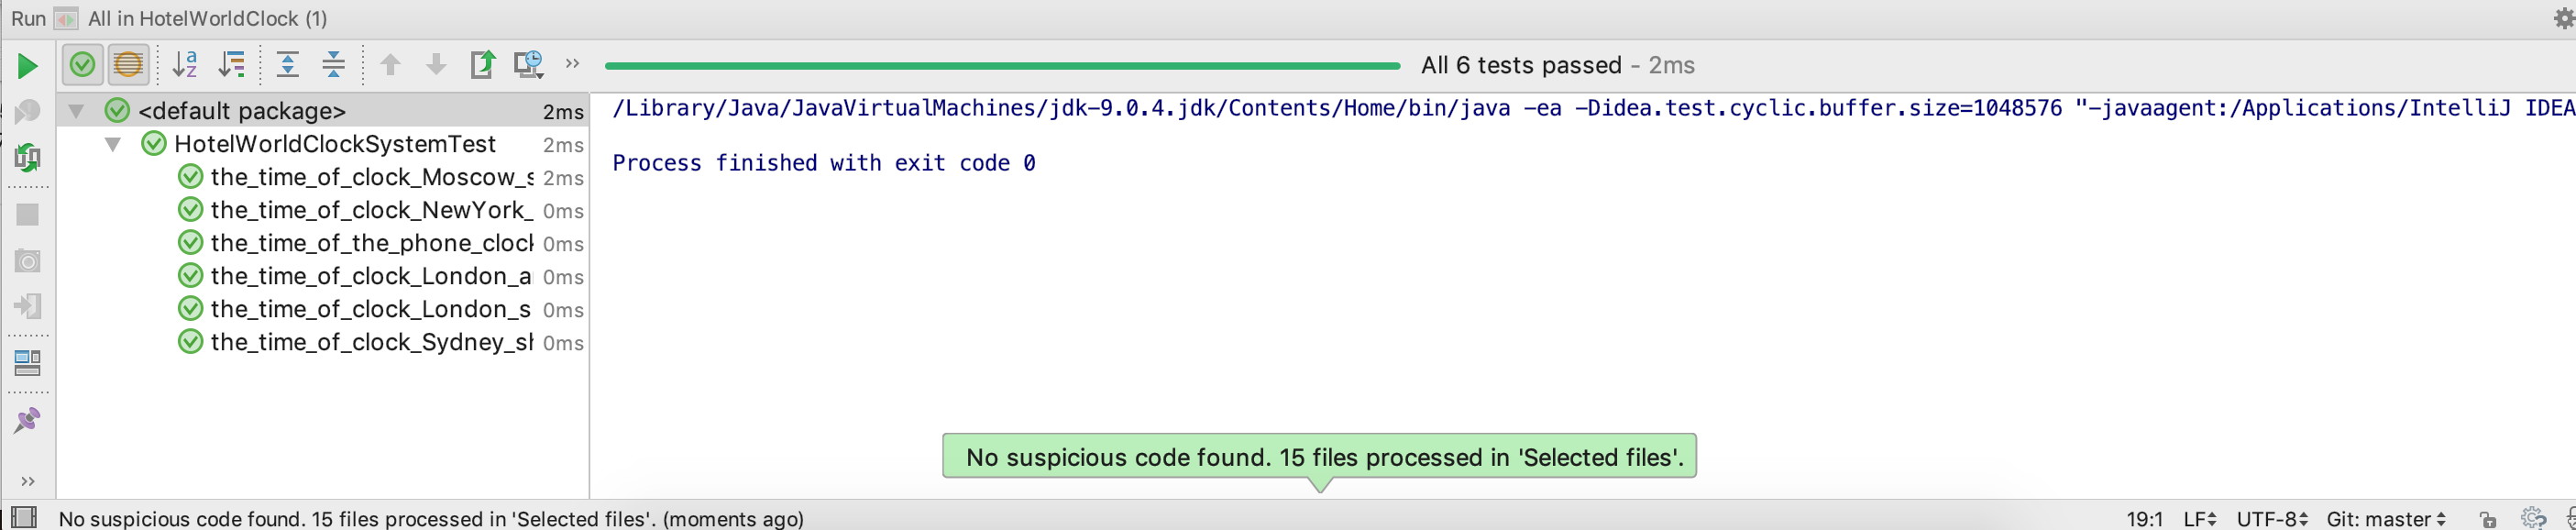 Run All in HotelWorldClock (1)
All 6 tests passed - 2ms
<default package> 2ms
HotelWorldClockSystemTest 2ms
the_time_of_clock_Moscow_s 2ms
the_time_of_clock_NewYork_ 0ms
the_time_of_the_phone_clock 0ms
the_time_of_clock_London_a 0ms
the_time_of_clock_London_s 0ms
the_time_of_clock_Sydney_sh 0ms
/Library/Java/JavaVirtualMachines/jdk-9.0.4.jdk/Contents/Home/bin/java -ea -Didea.test.cyclic.buffer.size=1048576 "-javaagent:/Applications/IntelliJ IDEA
Process finished with exit code 0
No suspicious code found. 15 files processed in 'Selected files'.
No suspicious code found. 15 files processed in 'Selected files'. (moments ago) 19:1 LF UTF-8 Git: master